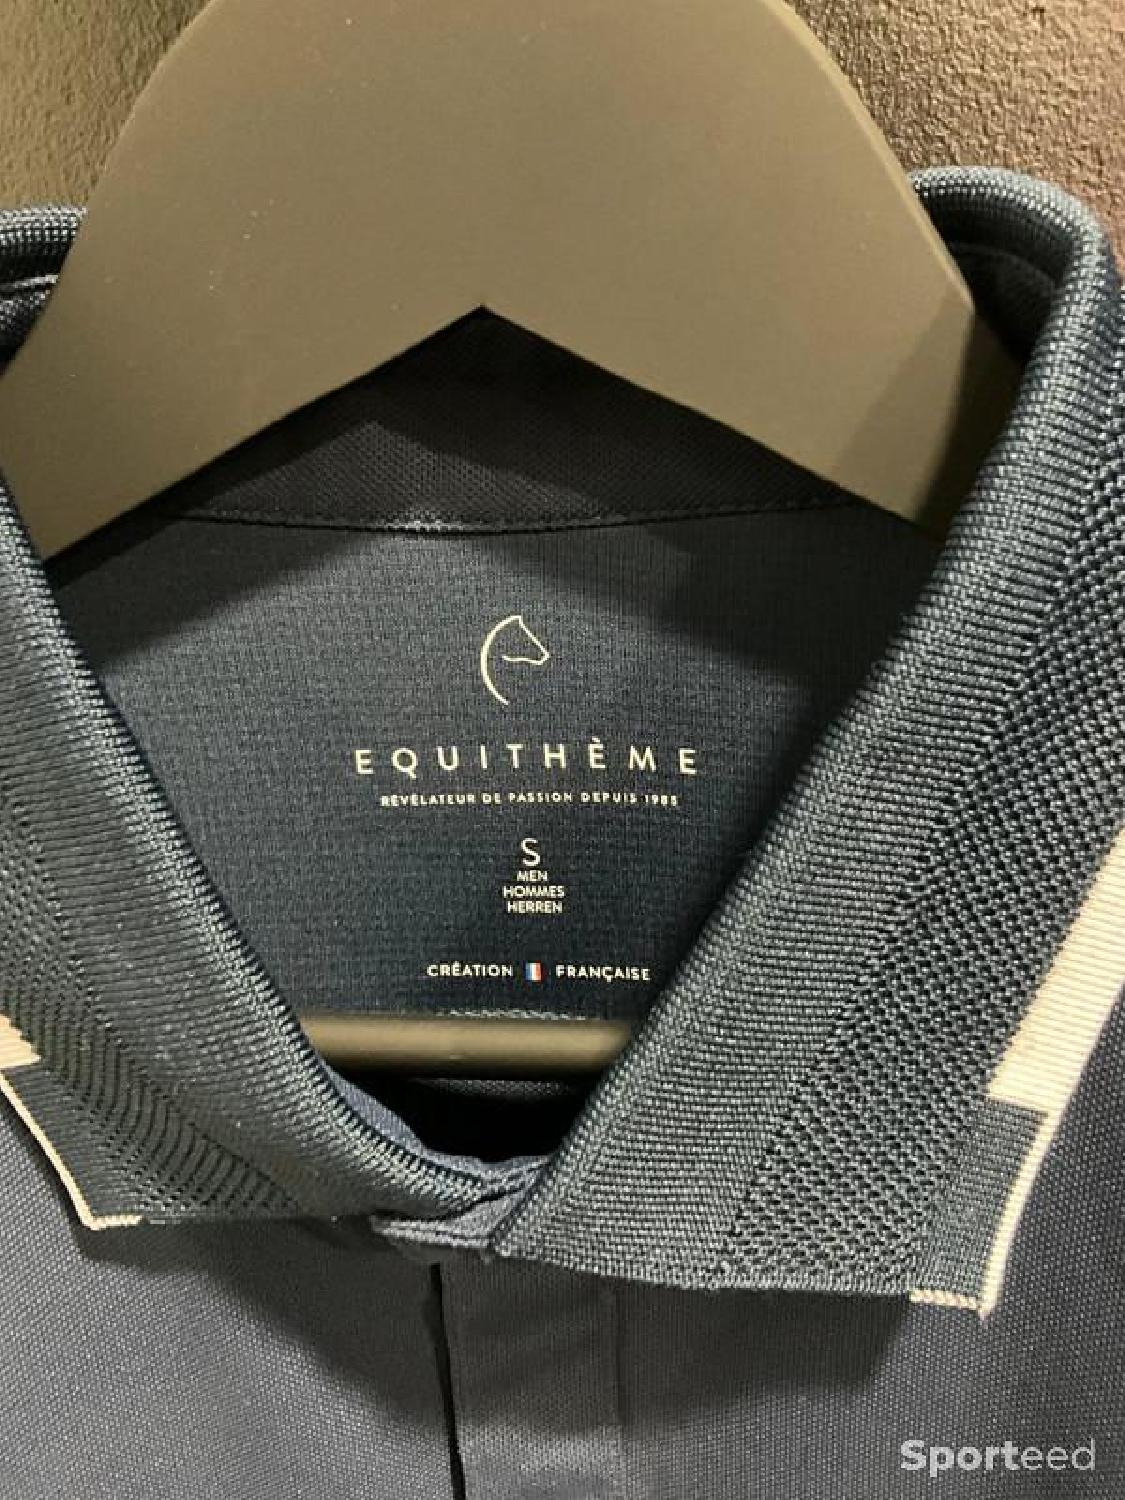 EQUITHÈME
RÉVÉLATEUR DE PASSION DEPUIS 1985
S
MEN
HOMMES
HERREN
CRÉATION FRANÇAISE
Sporteed